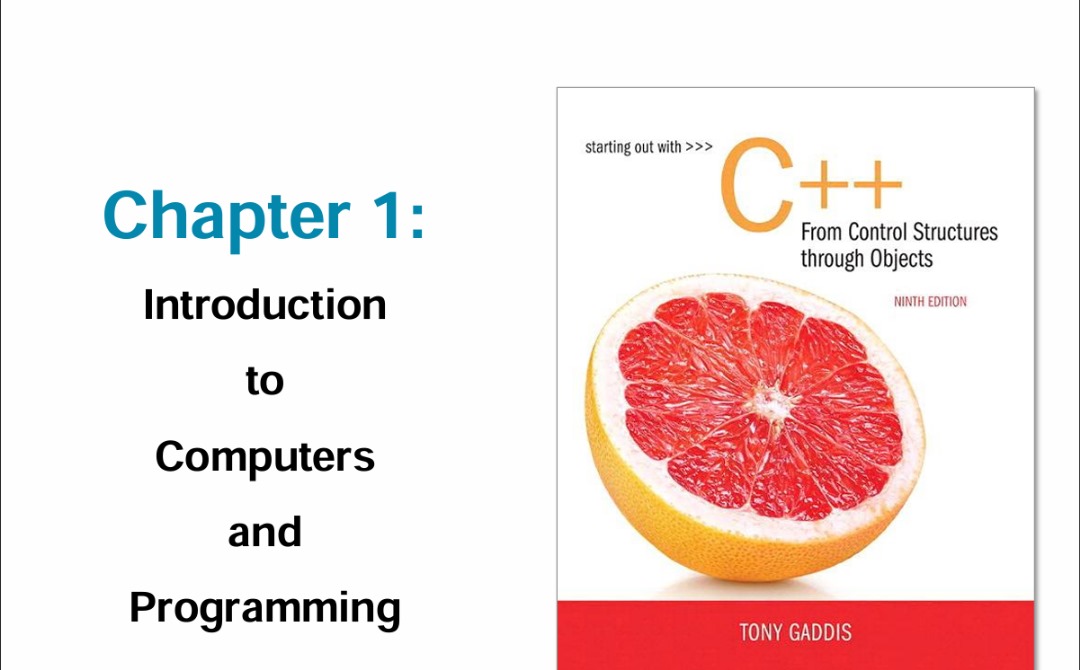 Chapter 1:
Introduction
to
Computers
and
Programming
starting out with >>>
C++
From Control Structures
through Objects
NINTH EDITION
TONY GADDIS